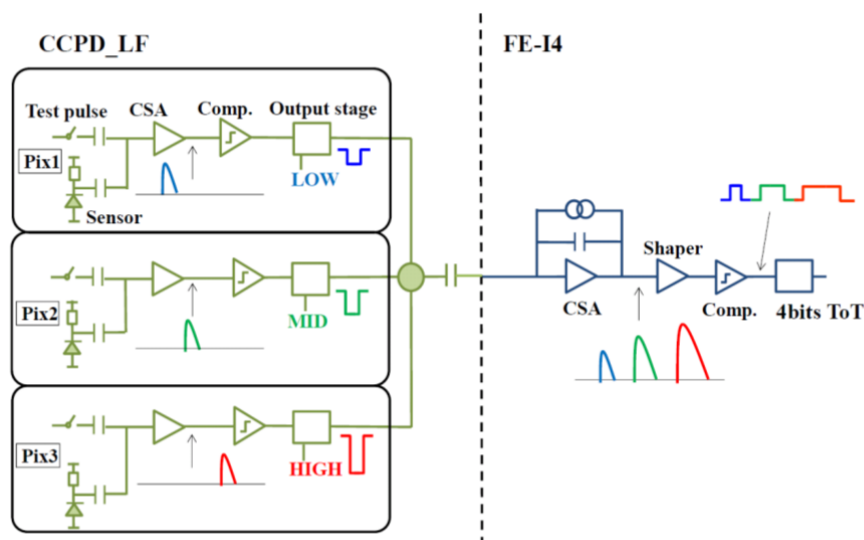 CCPD_LF
FE-I4
Test pulse CSA Comp. Output stage
Pix1
LOW
Sensor
Pix2
MID
Pix3
HIGH
Shaper
CSA
Comp.
4bits ToT